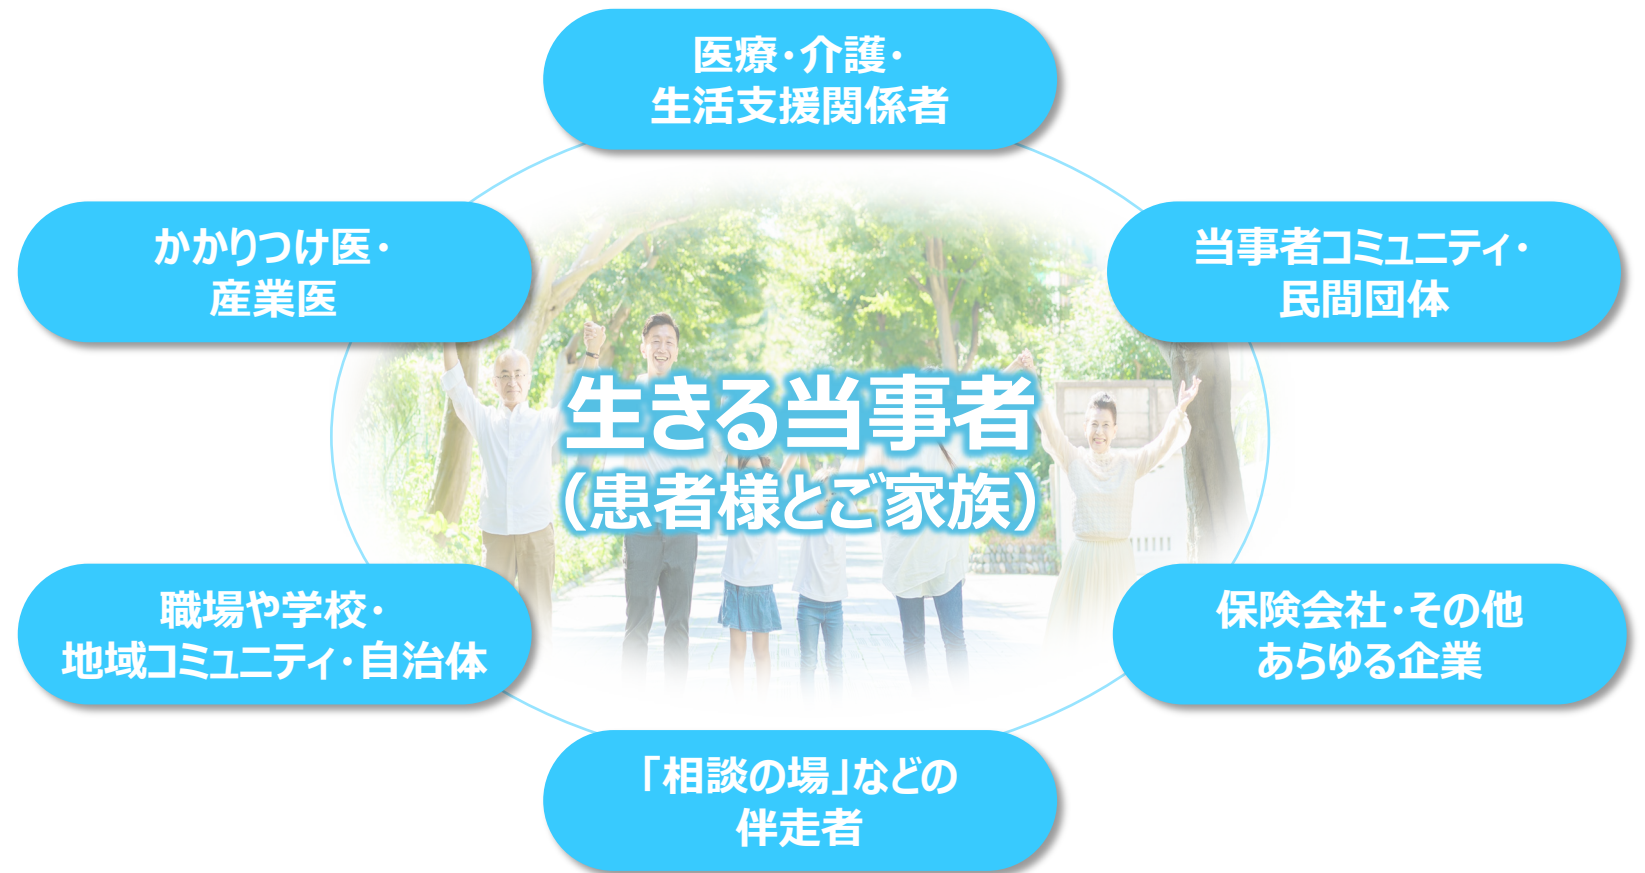 医療・介護・
生活支援関係者
かかりつけ医・
産業医
当事者コミュニティ・
民間団体
生きる当事者
（患者様とご家族）
職場や学校・
地域コミュニティ・自治体
保険会社・その他
あらゆる企業
「相談の場」などの
伴走者